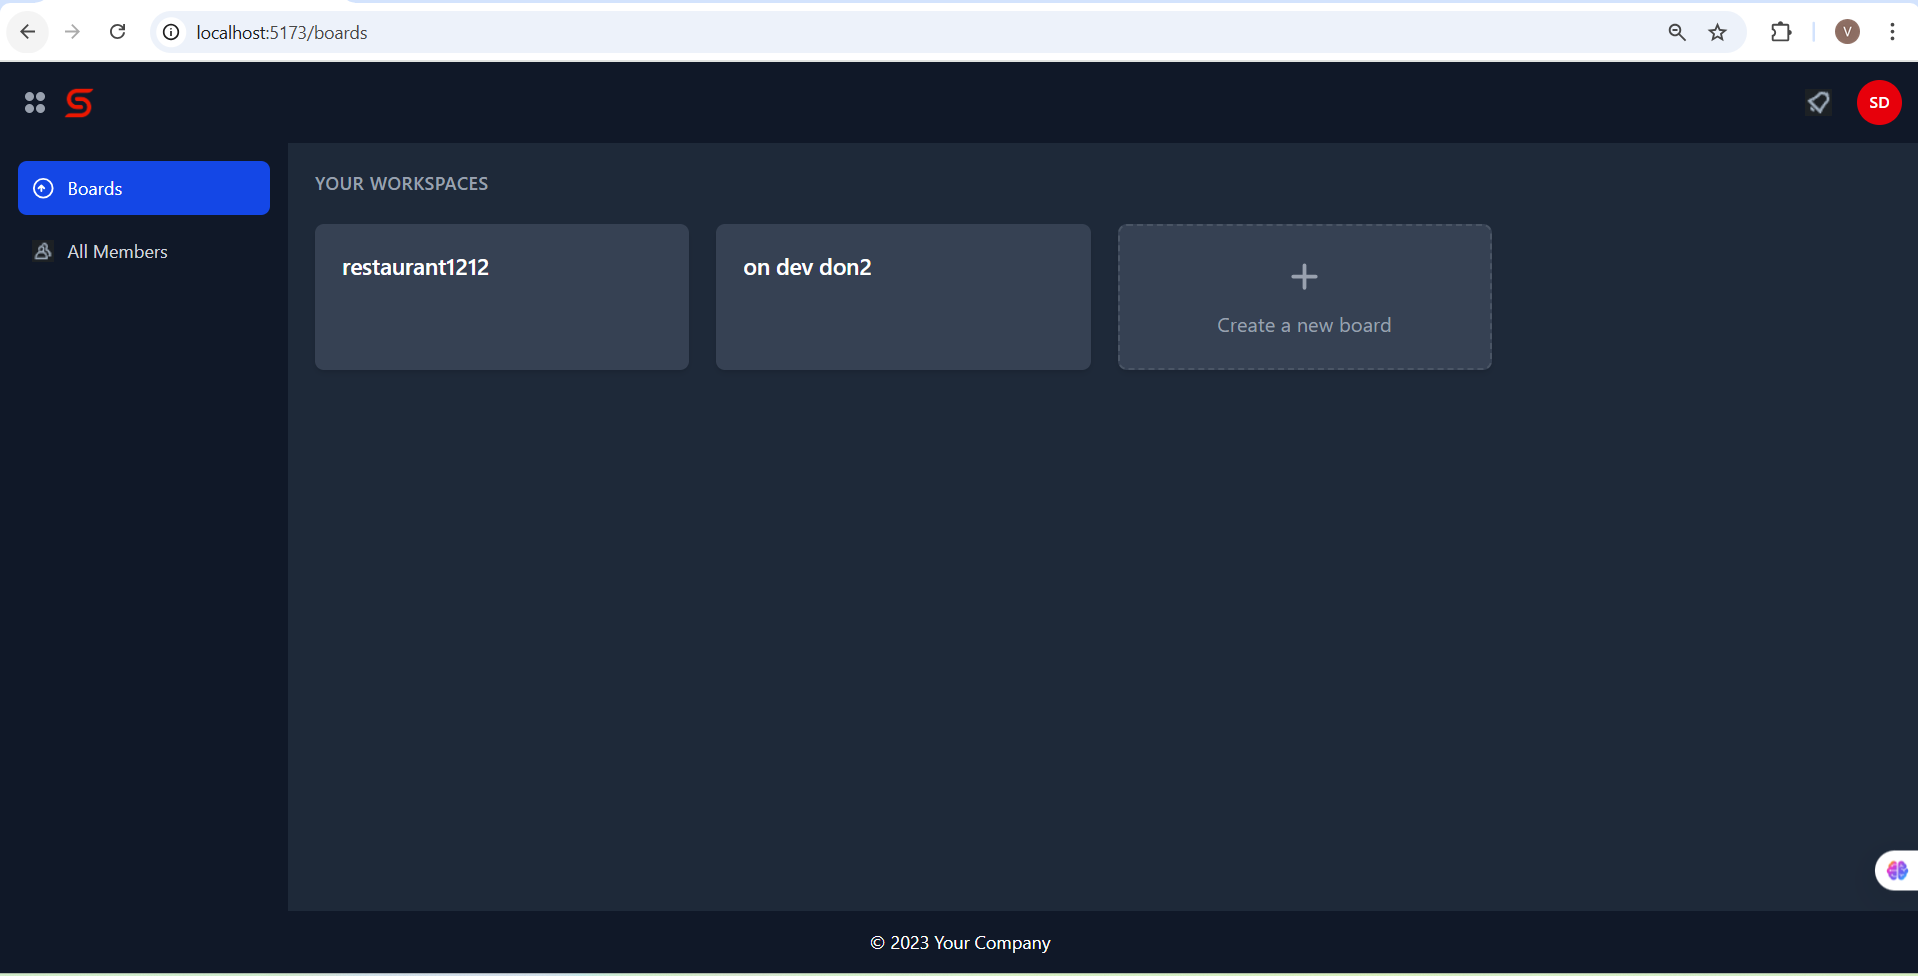 localhost:5173/boards
V
S
SD
Boards
All Members
YOUR WORKSPACES
restaurant1212
on dev don2
Create a new board
© 2023 Your Company